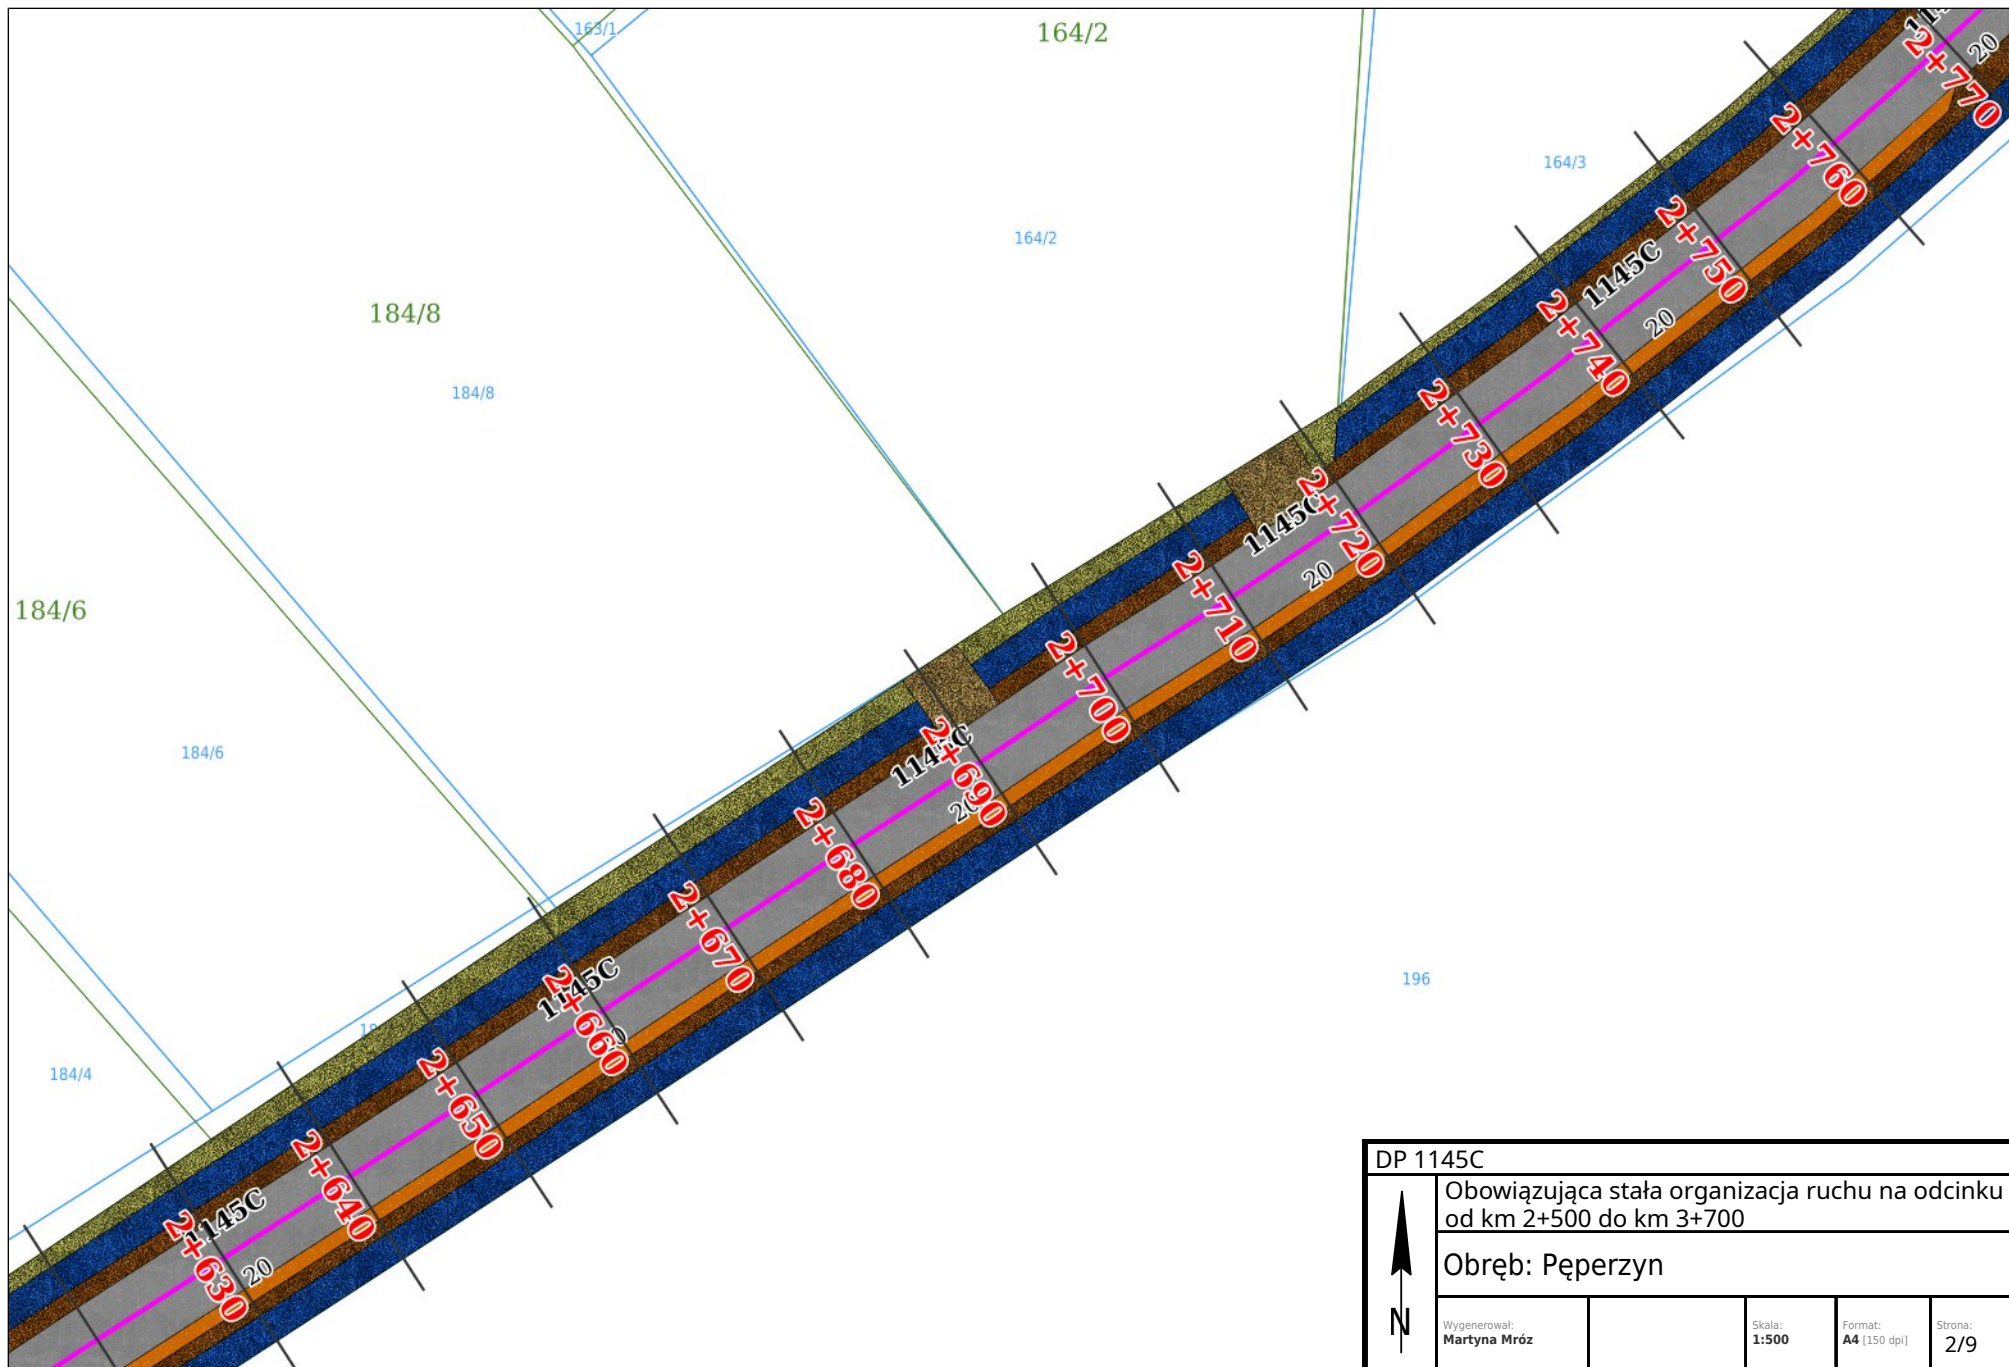 163/1
164/2
11
20
2+770
2+760
164/3
2+750
164/2
1145C
184/8
20
2+740
184/8
2+730
1145C
2+720
20
184/6
2+710
2+700
184/6
1145C
2+690
20
2+680
2+670
196
1145C
2+660
184/4
2+650
2+640
1145C
2+630
20
DP 1145C
Obowiązująca stała organizacja ruchu na odcinku
od km 2+500 do km 3+700
Obręb: Pęperzyn
N
Wygenerował:
Martyna Mróz
Skala:
1:500
Format:
A4 [150 dpi]
Strona:
2/9